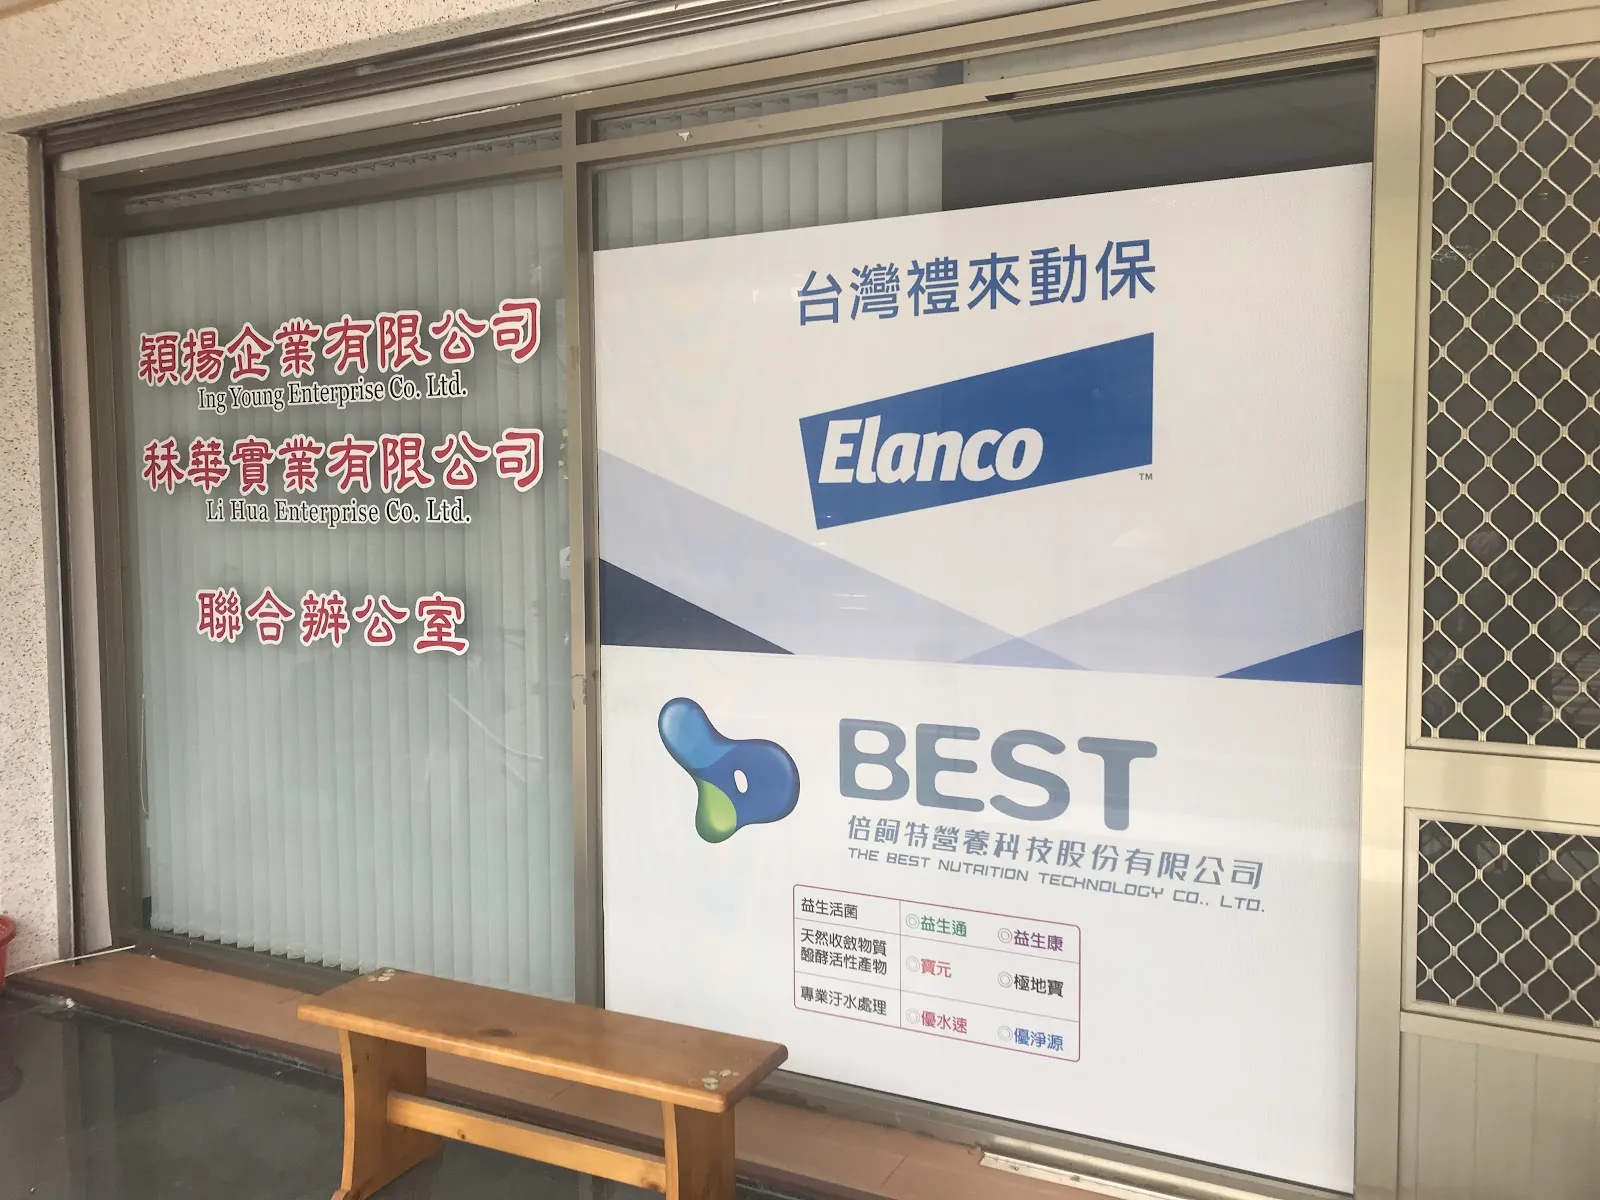 穎揚企業有限公司
Ing Young Enterprise Co. Ltd.
秝華實業有限公司
Li Hua Enterprise Co. Ltd.
聯合辦公室
台灣禮來動保
Elanco
TM
BEST
倍飼特營養科技股份有限公司
THE BEST NUTRITION TECHNOLOGY CO., LTD.
益生活菌 ◎益生通 ◎益生康
天然收斂物質
醱酵活性產物 ◎寶元 ◎極地寶
專業汙水處理 ◎優水速 ◎優淨源